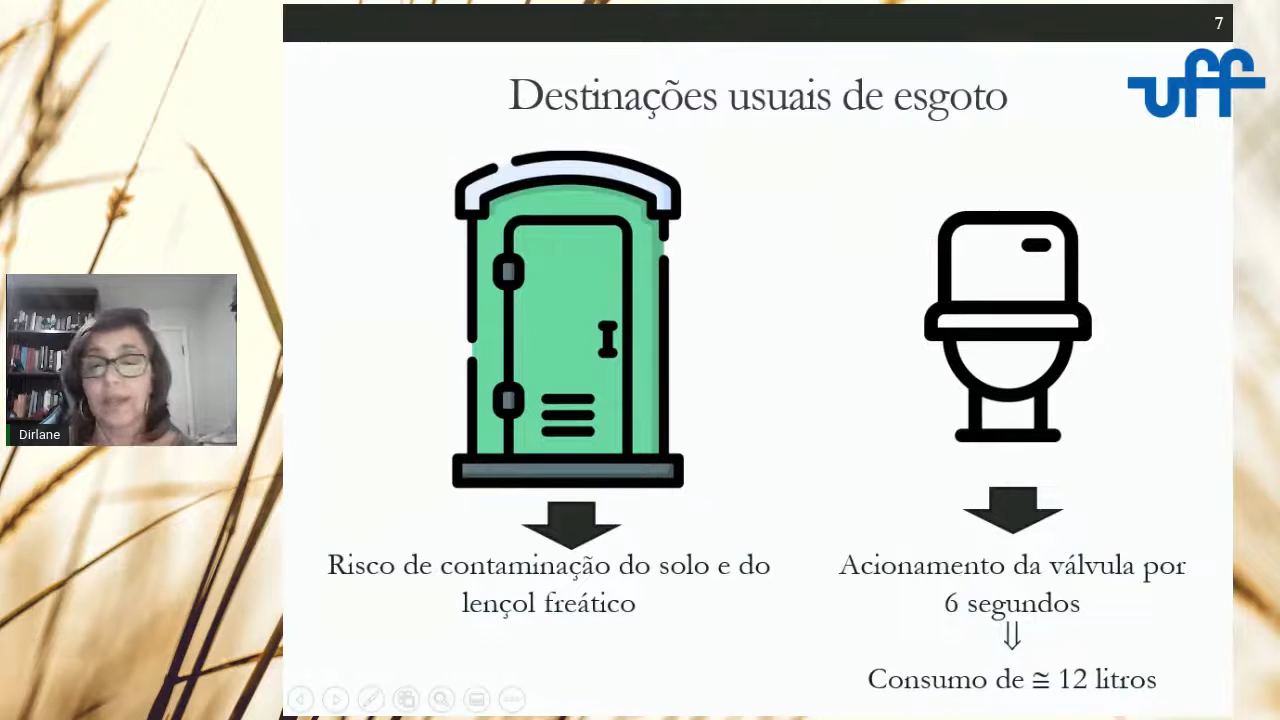 7
uff
Destinações usuais de esgoto
Dirlane
Risco de contaminação do solo e do
lençol freático
Acionamento da válvula por
6 segundos
⇓
Consumo de ≅ 12 litros